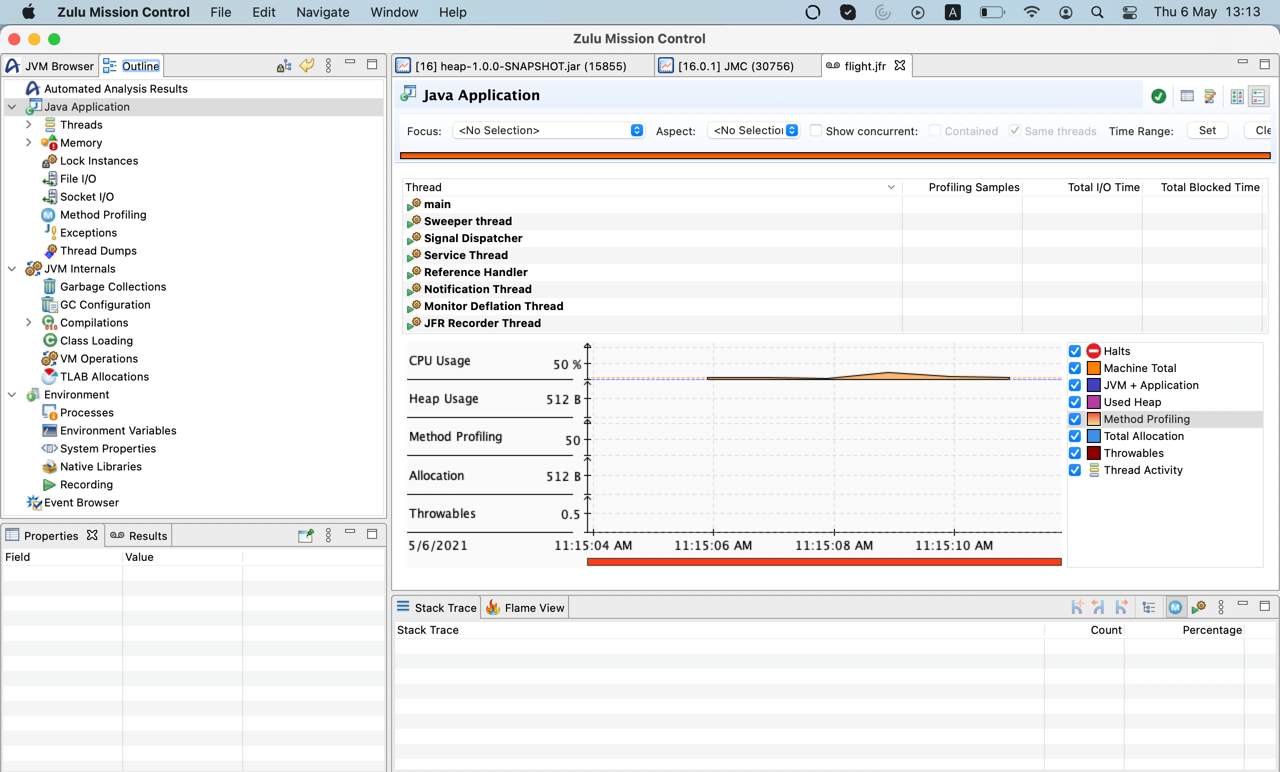 Zulu Mission Control File Edit Navigate Window Help A Thu 6 May 13:13
Zulu Mission Control
JVM Browser Outline
[16] heap-1.0.0-SNAPSHOT.jar (15855) [16.0.1] JMC (30756) flight.jfr
Automated Analysis Results
Java Application
Threads
Memory
Lock Instances
File I/O
Socket I/O
Method Profiling
Exceptions
Thread Dumps
JVM Internals
Garbage Collections
GC Configuration
Compilations
Class Loading
VM Operations
TLAB Allocations
Environment
Processes
Environment Variables
System Properties
Native Libraries
Recording
Event Browser
Java Application
Focus: <No Selection> Aspect: <No Selection Show concurrent: Contained Same threads Time Range: Set Cle
Thread Profiling Samples Total I/O Time Total Blocked Time
main
Sweeper thread
Signal Dispatcher
Service Thread
Reference Handler
Notification Thread
Monitor Deflation Thread
JFR Recorder Thread
CPU Usage 50 %
Heap Usage 512 B
Method Profiling 50
Allocation 512 B
Throwables 0.5
5/6/2021 11:15:04 AM 11:15:06 AM 11:15:08 AM 11:15:10 AM
Halts
Machine Total
JVM + Application
Used Heap
Method Profiling
Total Allocation
Throwables
Thread Activity
Properties Results
Field Value
Stack Trace Flame View
Stack Trace Count Percentage